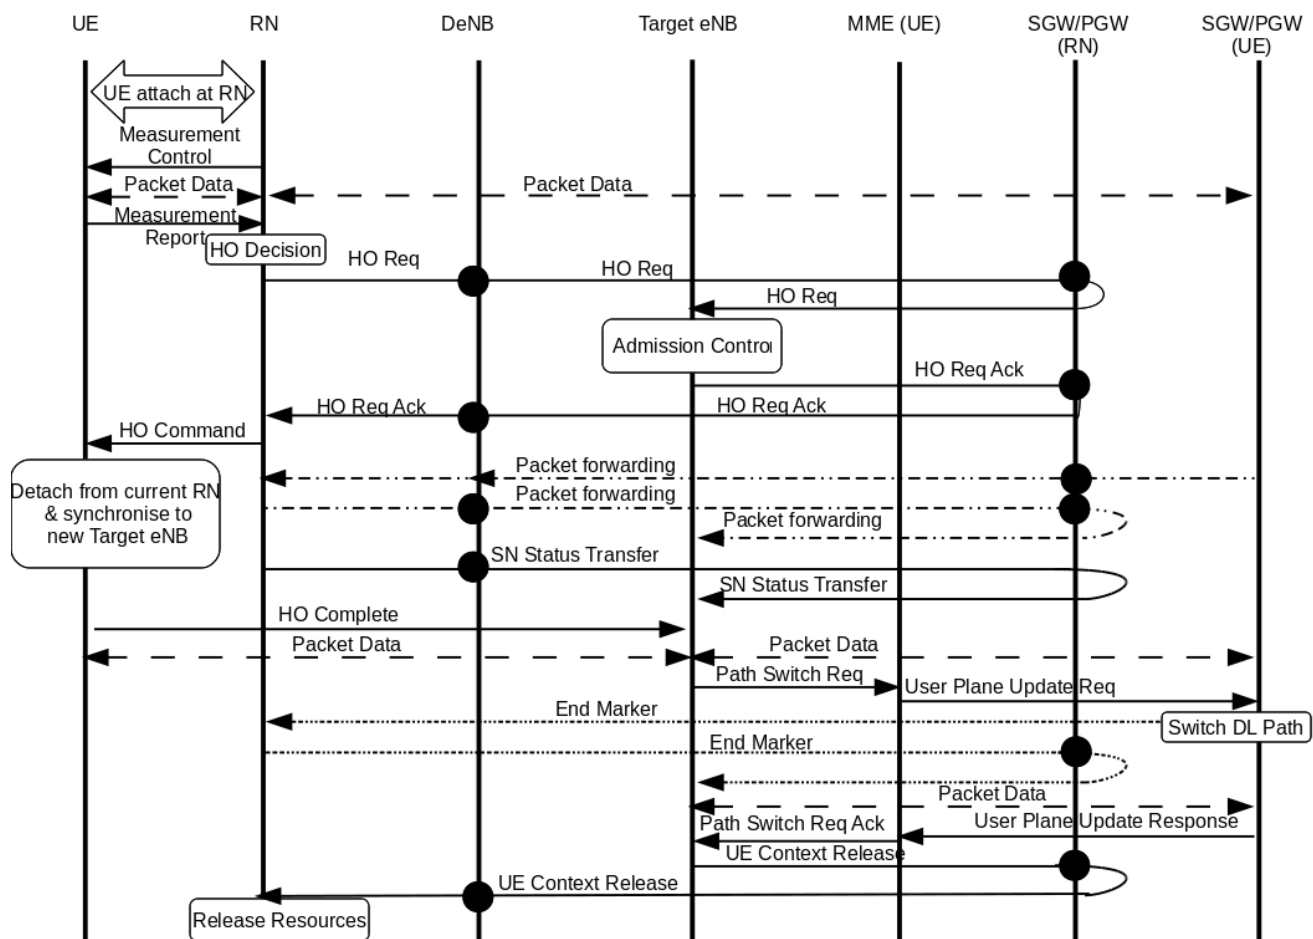 UE
RN
DeNB
Target eNB
MME (UE)
SGW/PGW
(RN)
SGW/PGW
(UE)
UE attach at RN
Measurement
Control
Packet Data
Packet Data
Measurement
Report
HO Decision
HO Req
HO Req
HO Req
Admission Control
HO Req Ack
HO Req Ack
HO Req Ack
HO Command
Detach from current RN
& synchronise to
new Target eNB
Packet forwarding
Packet forwarding
Packet forwarding
SN Status Transfer
SN Status Transfer
HO Complete
Packet Data
Packet Data
Path Switch Req
User Plane Update Req
End Marker
Switch DL Path
End Marker
Packet Data
Path Switch Req Ack
User Plane Update Response
UE Context Release
UE Context Release
Release Resources